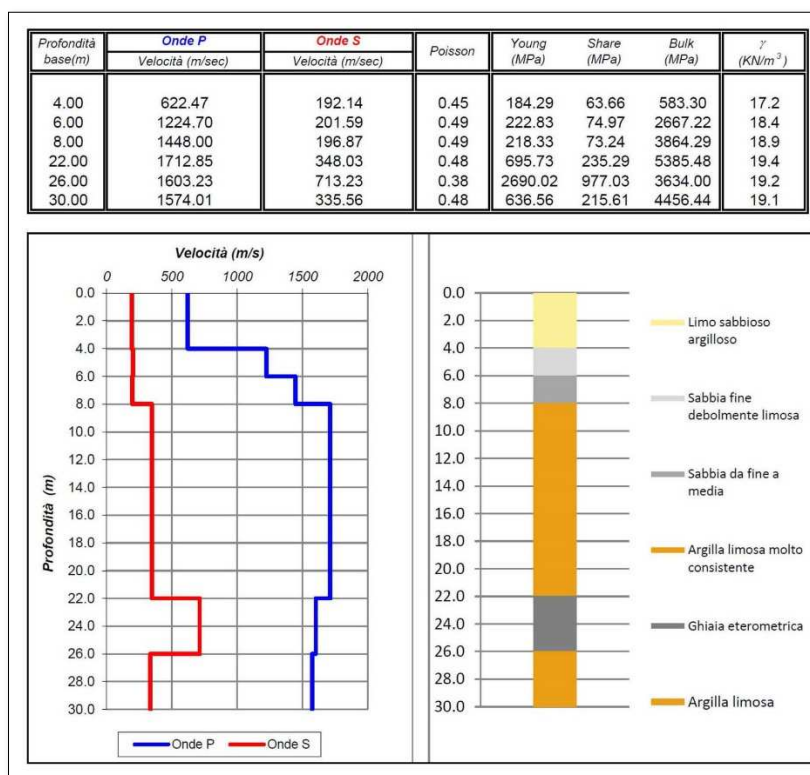 Profondità base(m) Onde P Onde S Poisson Young (MPa) Share (MPa) Bulk (MPa) γ (KN/m³)
Velocità (m/sec) Velocità (m/sec)
4.00 622.47 192.14 0.45 184.29 63.66 583.30 17.2
6.00 1224.70 201.59 0.49 222.83 74.97 2667.22 18.4
8.00 1448.00 196.87 0.49 218.33 73.24 3864.29 18.9
22.00 1712.85 348.03 0.48 695.73 235.29 5385.48 19.4
26.00 1603.23 713.23 0.38 2690.02 977.03 3634.00 19.2
30.00 1574.01 335.56 0.48 636.56 215.61 4456.44 19.1
Velocità (m/s)
0 500 1000 1500 2000
0.0
2.0
4.0
6.0
8.0
10.0
12.0
14.0
16.0
18.0
20.0
22.0
24.0
26.0
28.0
30.0
Profondità (m)
Onde P Onde S
0.0
2.0
4.0
6.0
8.0
10.0
12.0
14.0
16.0
18.0
20.0
22.0
24.0
26.0
28.0
30.0
Limo sabbioso
argilloso
Sabbia fine
debolmente limosa
Sabbia da fine a
media
Argilla limosa molto
consistente
Ghiaia eterometrica
Argilla limosa